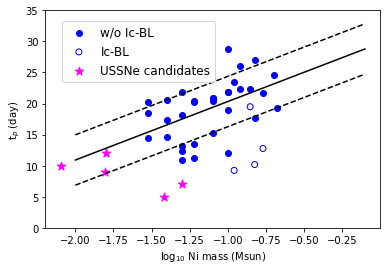 35
30
25
20
15
10
5
0
t_p (day)
w/o Ic-BL
Ic-BL
USSNe candidates
−2.00 −1.75 −1.50 −1.25 −1.00 −0.75 −0.50 −0.25
log₁₀ Ni mass (Msun)